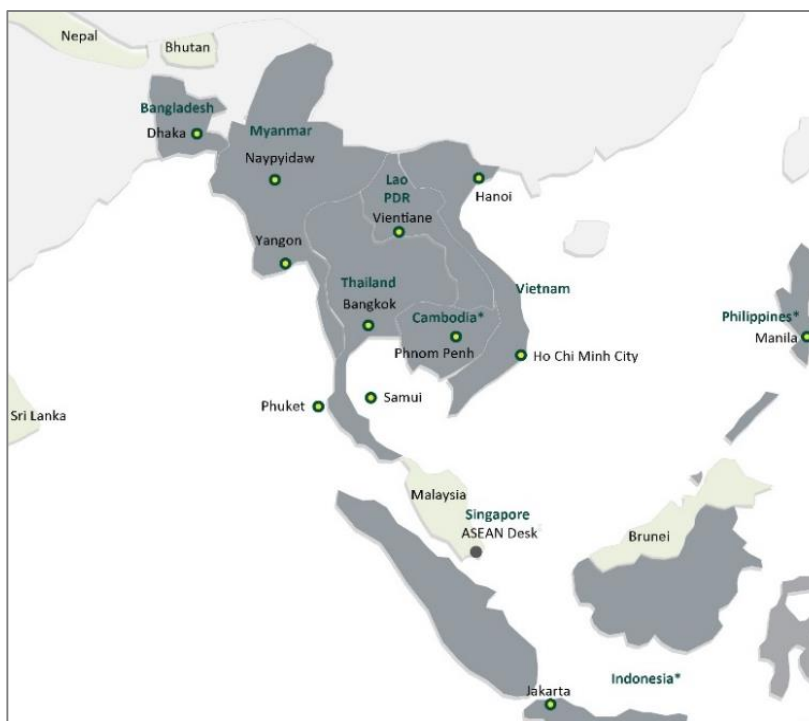 Nepal
Bhutan
Bangladesh
Dhaka
Myanmar
Naypyidaw
Lao
PDR
Vientiane
Hanoi
Yangon
Thailand
Bangkok
Vietnam
Cambodia*
Phnom Penh
Philippines*
Manila
Ho Chi Minh City
Samui
Phuket
Sri Lanka
Malaysia
Singapore
ASEAN Desk
Brunei
Indonesia*
Jakarta